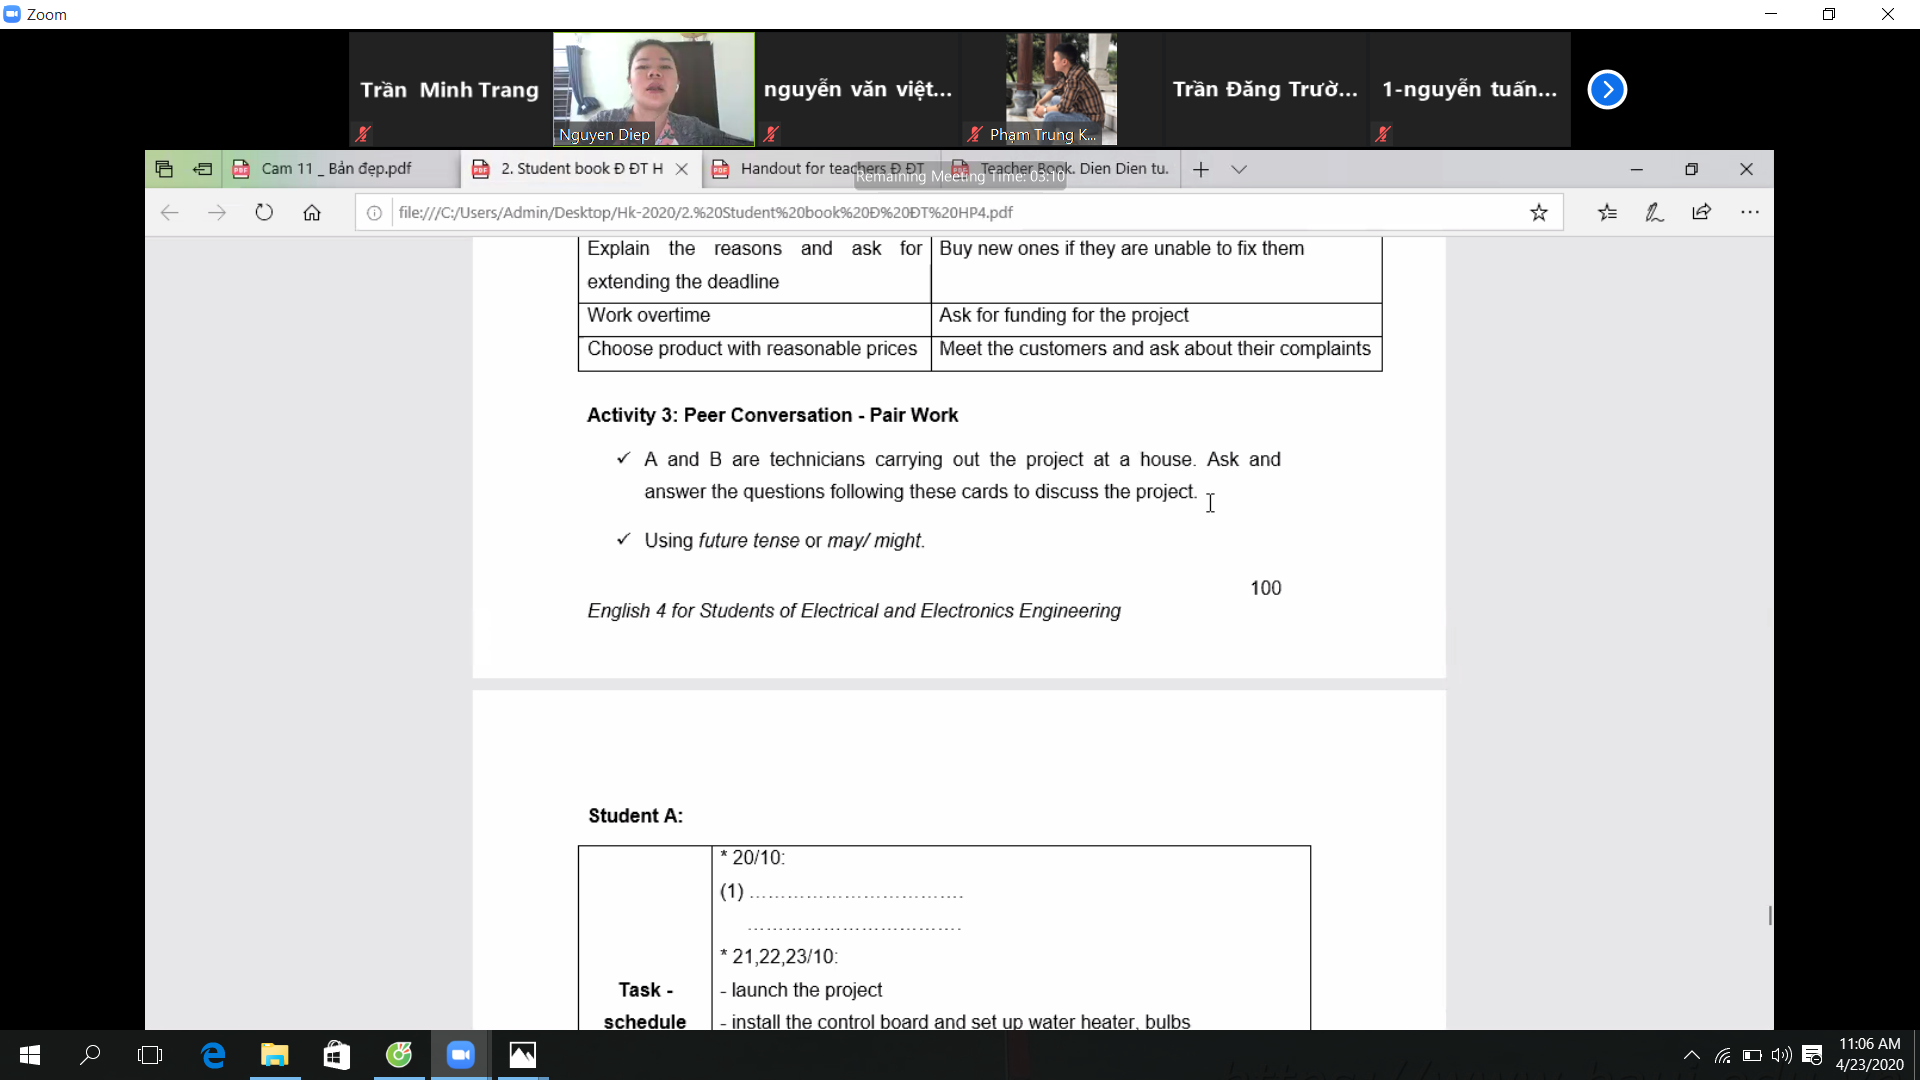 Zoom
Trần Minh Trang
Nguyen Diep
nguyễn văn việt...
Phạm Trung K...
Trần Đăng Trườ...
1-nguyễn tuấn...
Cam 11 _ Bản đẹp.pdf
2. Student book Đ ĐT H
Handout for teachers Đ ĐT
Teacher Book. Dien Dien tu.
Remaining Meeting Time: 03:10
file:///C:/Users/Admin/Desktop/Hk-2020/2.%20Student%20book%20Đ%20ĐT%20HP4.pdf
Explain the reasons and ask for
extending the deadline
Buy new ones if they are unable to fix them
Work overtime
Ask for funding for the project
Choose product with reasonable prices
Meet the customers and ask about their complaints
Activity 3: Peer Conversation - Pair Work
✓ A and B are technicians carrying out the project at a house. Ask and
answer the questions following these cards to discuss the project.
✓ Using future tense or may/ might.
100
English 4 for Students of Electrical and Electronics Engineering
Student A:
Task -
schedule
* 20/10:
(1) ................................
................................
* 21,22,23/10:
- launch the project
- install the control board and set up water heater, bulbs
11:06 AM
4/23/2020